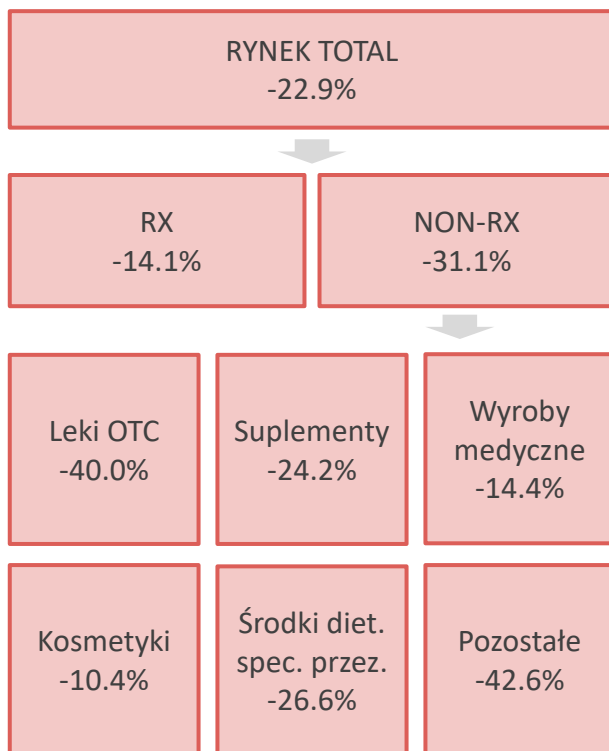 RYNEK TOTAL
-22.9%
RX
-14.1%
NON-RX
-31.1%
Leki OTC
-40.0%
Suplementy
-24.2%
Wyroby
medyczne
-14.4%
Kosmetyki
-10.4%
Środki diet.
spec. przez.
-26.6%
Pozostałe
-42.6%